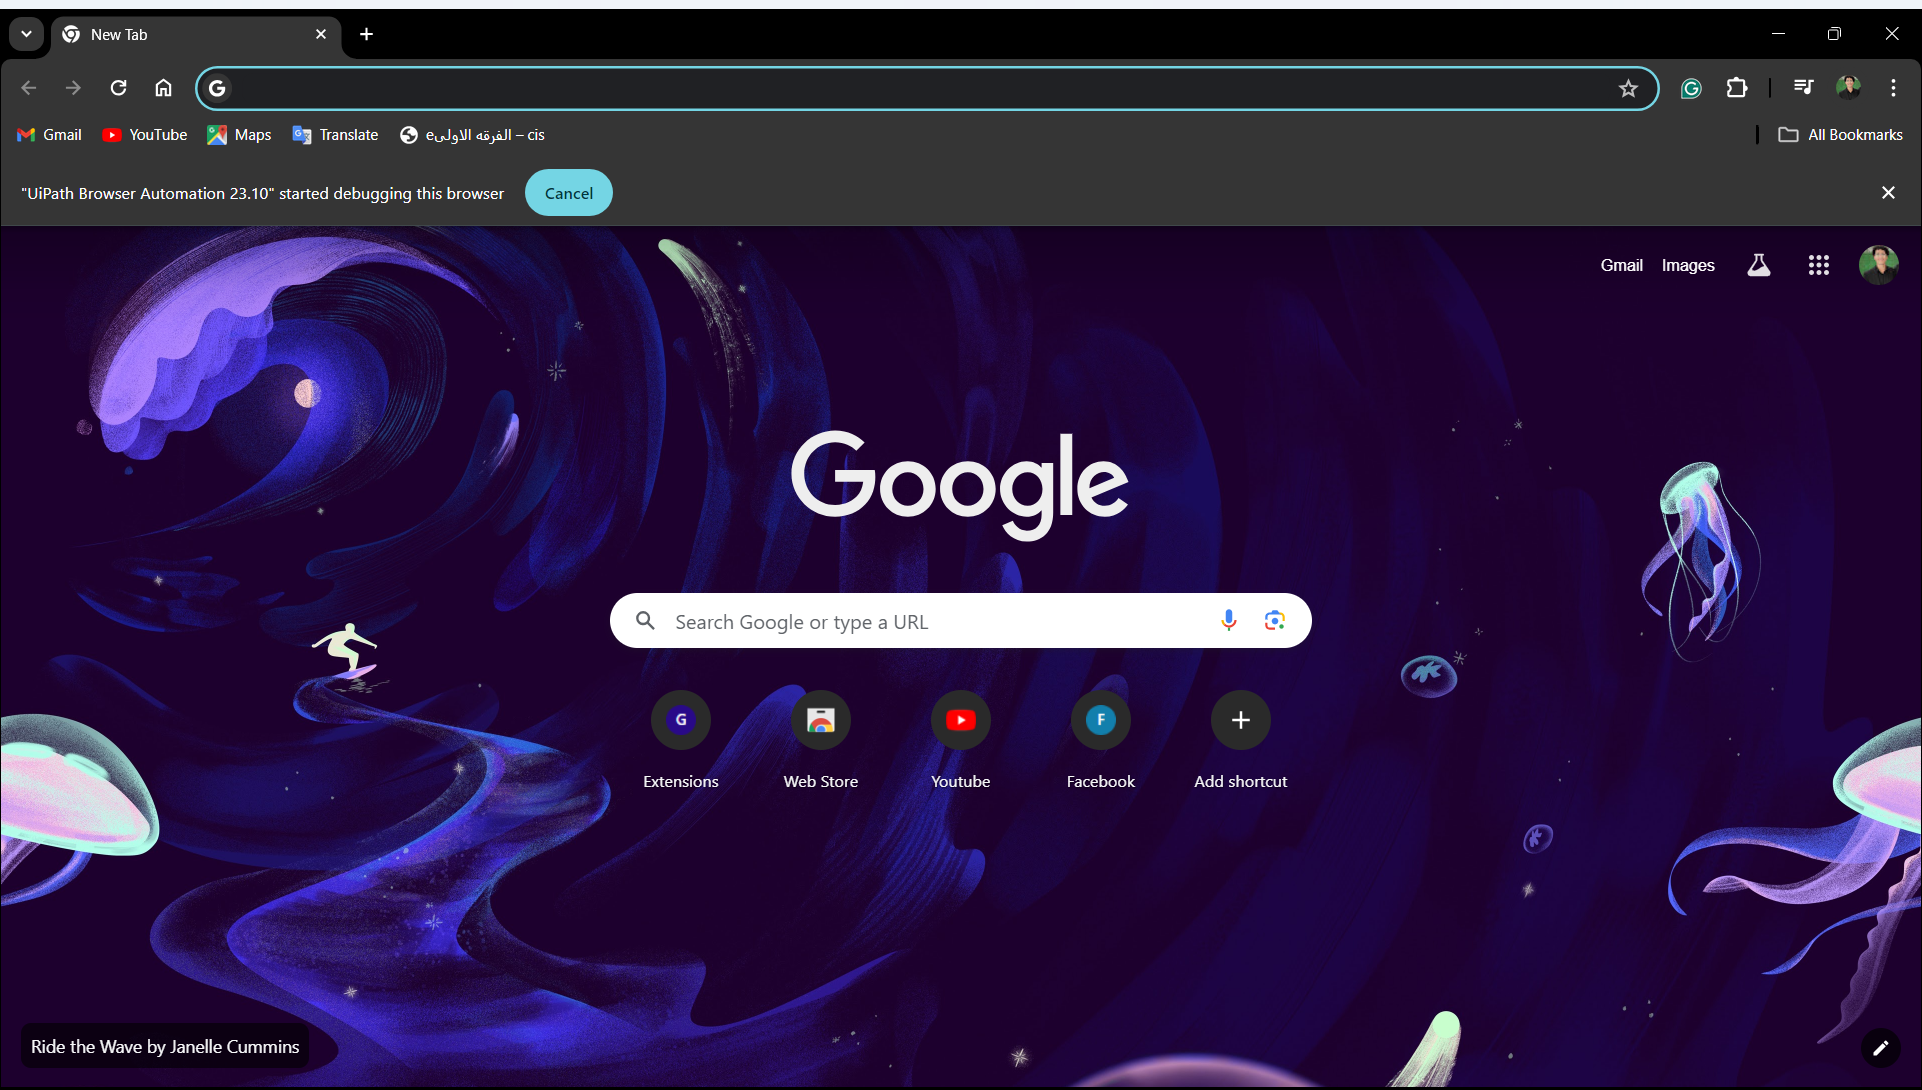 New Tab
Gmail
YouTube
Maps
Translate
eالفرقه الاولى – cis
All Bookmarks
"UiPath Browser Automation 23.10" started debugging this browser
Cancel
Gmail
Images
Google
Search Google or type a URL
G
F
Extensions
Web Store
Youtube
Facebook
Add shortcut
Ride the Wave by Janelle Cummins